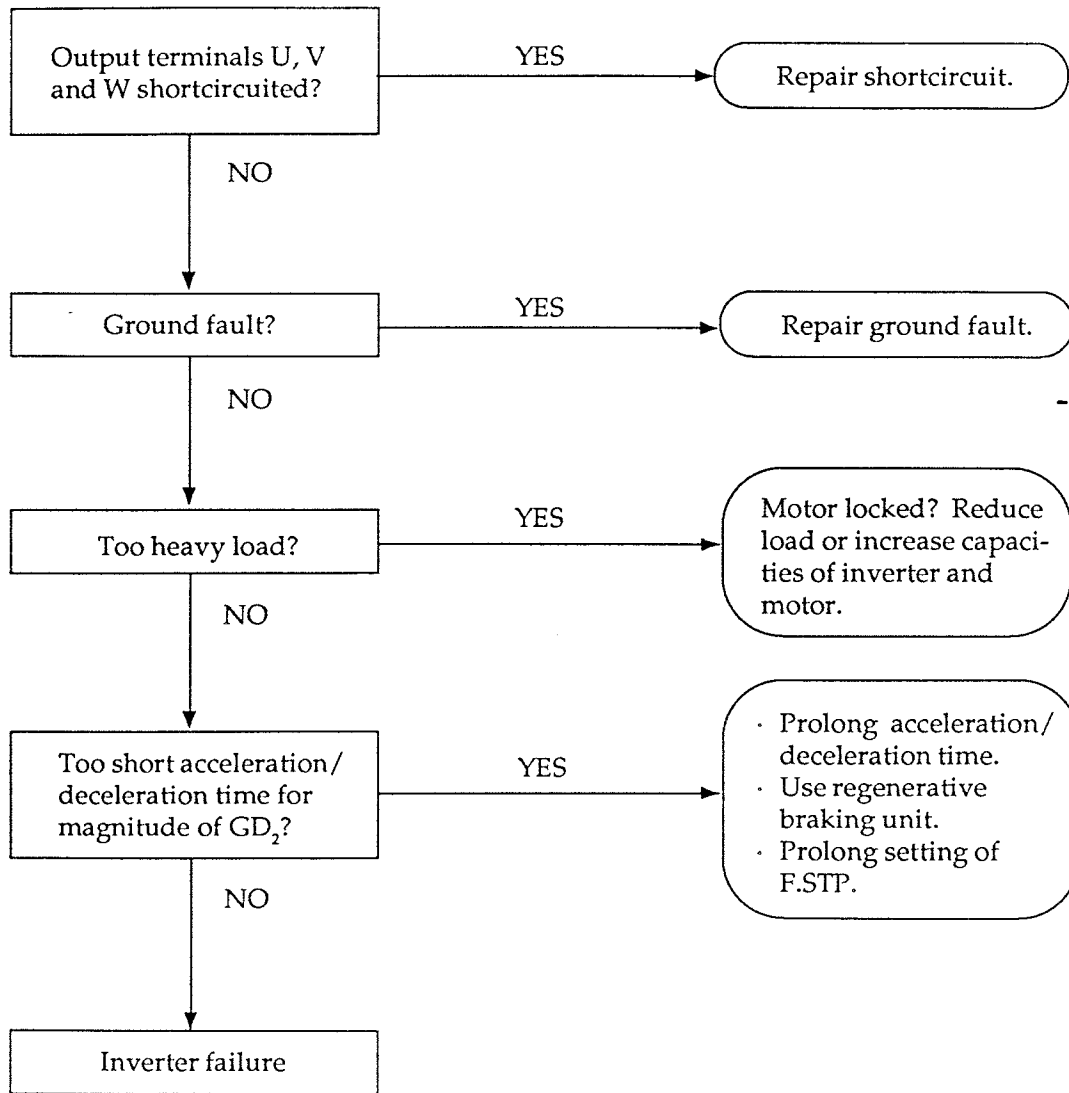 Output terminals U, V
and W shortcircuited?
YES
Repair shortcircuit.
NO
Ground fault?
YES
Repair ground fault.
NO
Too heavy load?
YES
Motor locked? Reduce
load or increase capaci-
ties of inverter and
motor.
NO
Too short acceleration/
deceleration time for
magnitude of GD₂?
YES
· Prolong acceleration/
deceleration time.
· Use regenerative
braking unit.
· Prolong setting of
F.STP.
NO
Inverter failure